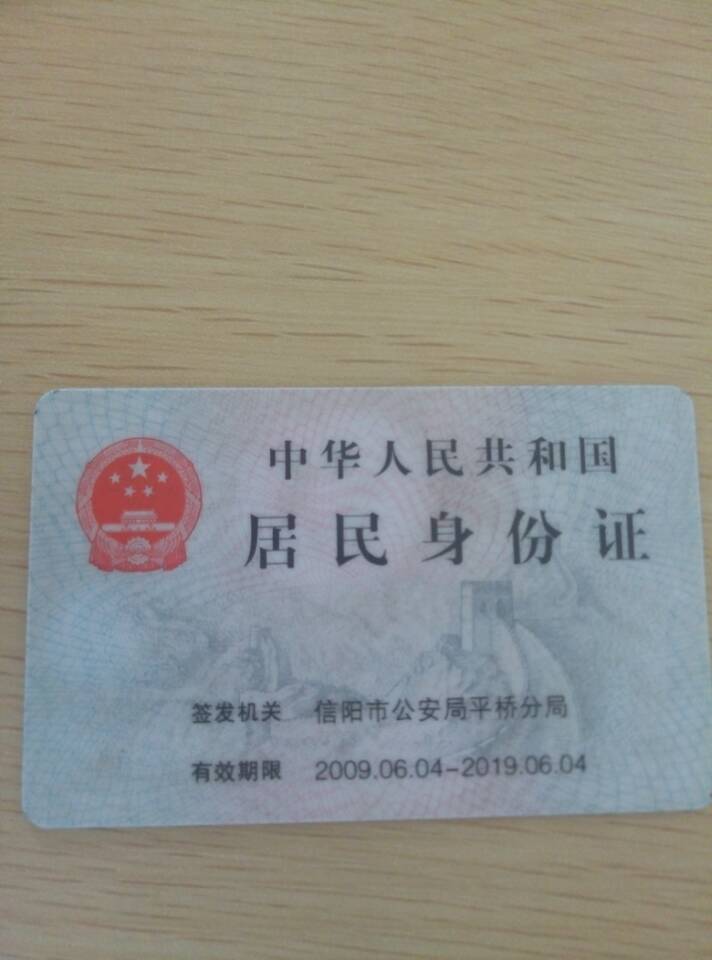 中华人民共和国
居民身份证
签发机关 信阳市公安局平桥分局
有效期限 2009.06.04-2019.06.04